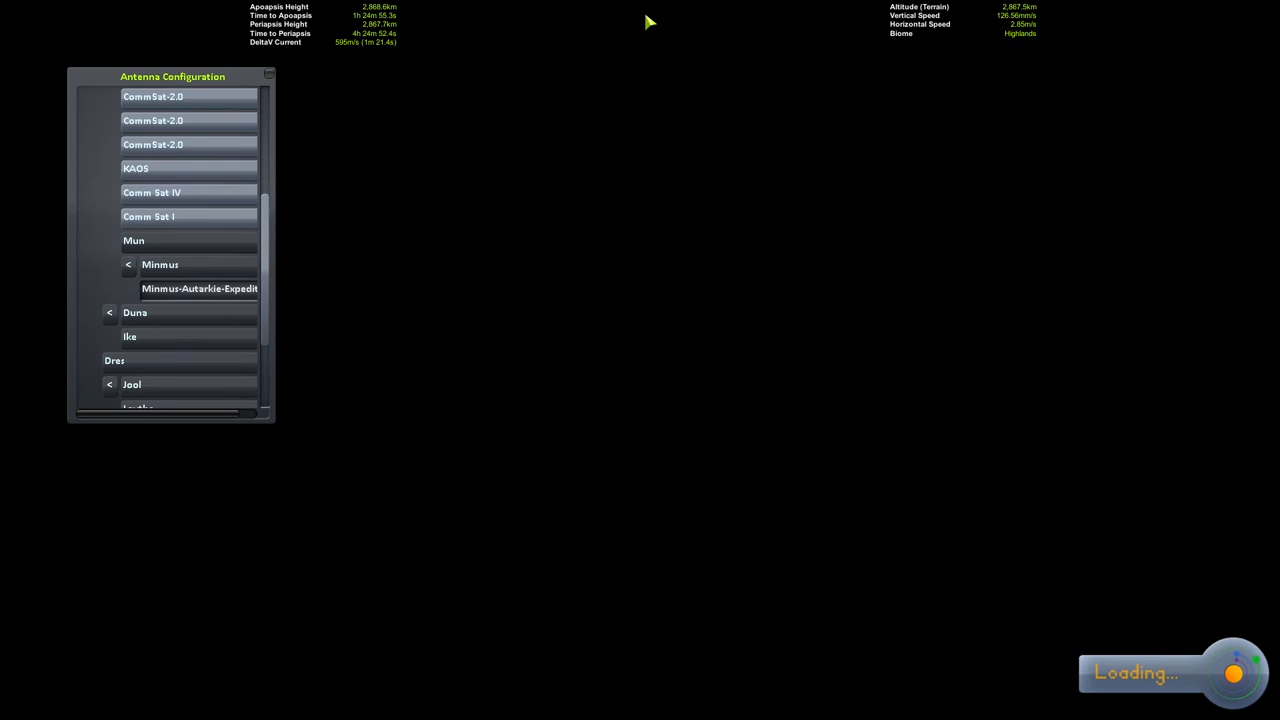 Apoapsis Height 2,868.6km
Time to Apoapsis 1h 24m 55.3s
Periapsis Height 2,867.7km
Time to Periapsis 4h 24m 52.4s
DeltaV Current 595m/s (1m 21.4s)
Altitude (Terrain) 2,867.5km
Vertical Speed 126.56mm/s
Horizontal Speed 2.85m/s
Biome Highlands
Antenna Configuration
CommSat-2.0
CommSat-2.0
CommSat-2.0
KAOS
Comm Sat IV
Comm Sat I
Mun
< Minmus
Minmus-Autarkie-Expedit
< Duna
Ike
Dres
< Jool
Loading...